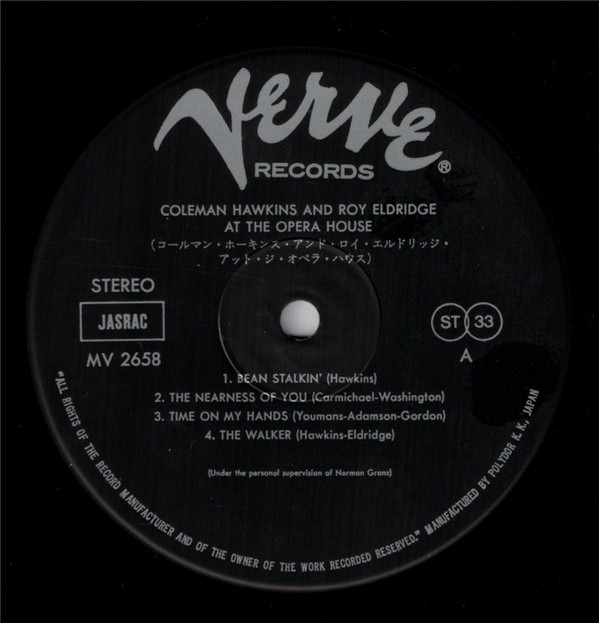 Verve
RECORDS ®
COLEMAN HAWKINS AND ROY ELDRIDGE
AT THE OPERA HOUSE
(コールマン・ホーキンス・アンド・ロイ・エルドリッジ・
アット・ジ・オペラ・ハウス)
STEREO
JASRAC
MV 2658
ST 33
A
1. BEAN STALKIN' (Hawkins)
2. THE NEARNESS OF YOU (Carmichael-Washington)
3. TIME ON MY HANDS (Youmans-Adamson-Gordon)
4. THE WALKER (Hawkins-Eldridge)
(Under the personal supervision of Norman Granz)
"ALL RIGHTS OF THE RECORD MANUFACTURER AND OF THE OWNER OF THE WORK RECORDED RESERVED." MANUFACTURED BY POLYDOR K. K., JAPAN